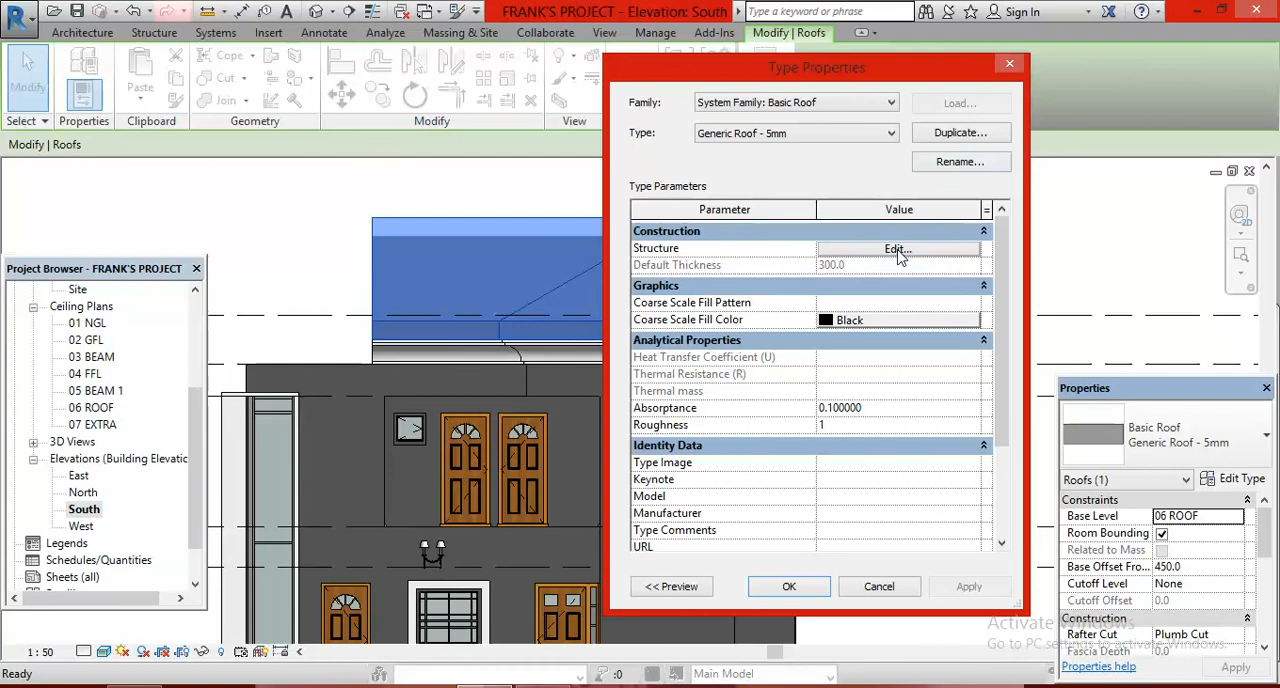 FRANK'S PROJECT - Elevation: South
Type a keyword or phrase
Sign In
Architecture Structure Systems Insert Annotate Analyze Massing & Site Collaborate View Manage Add-Ins Modify | Roofs
Modify
Paste
Cope
Cut
Join
Select Properties Clipboard Geometry Modify View
Modify | Roofs
Project Browser - FRANK'S PROJECT
Site
Ceiling Plans
01 NGL
02 GFL
03 BEAM
04 FFL
05 BEAM 1
06 ROOF
07 EXTRA
3D Views
Elevations (Building Elevatic
East
North
South
West
Legends
Schedules/Quantities
Sheets (all)
Type Properties
Family: System Family: Basic Roof Load...
Type: Generic Roof - 5mm Duplicate...
Rename...
Type Parameters
Parameter Value =
Construction
Structure Edit...
Default Thickness 300.0
Graphics
Coarse Scale Fill Pattern
Coarse Scale Fill Color Black
Analytical Properties
Heat Transfer Coefficient (U)
Thermal Resistance (R)
Thermal mass
Absorptance 0.100000
Roughness 1
Identity Data
Type Image
Keynote
Model
Manufacturer
Type Comments
URL
<< Preview OK Cancel Apply
2D
Properties
Basic Roof
Generic Roof - 5mm
Roofs (1) Edit Type
Constraints
Base Level 06 ROOF
Room Bounding
Related to Mass
Base Offset Fro... 450.0
Cutoff Level None
Cutoff Offset 0.0
Construction
Rafter Cut Plumb Cut
Fascia Depth 0.0
Properties help Apply
Activate Windows
Go to PC settings to activate Windows.
1 : 50
Ready
:0
Main Model